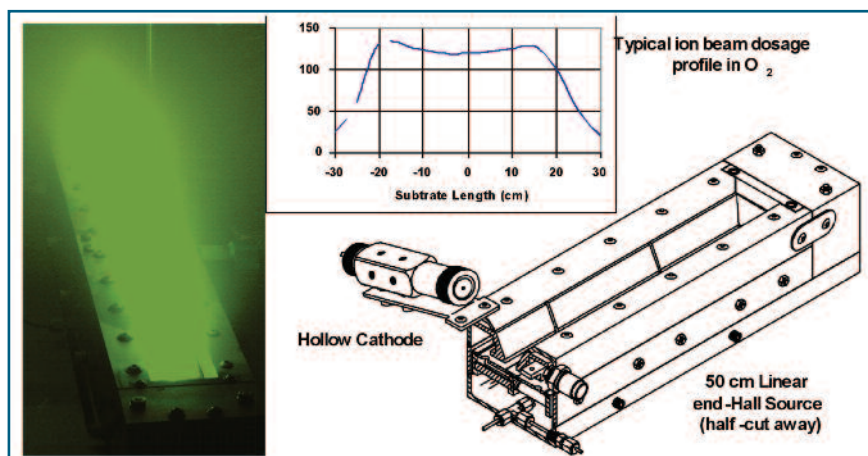 150
100
50
0
-30 -20 -10 0 10 20 30
Subtrate Length (cm)
Typical ion beam dosage
profile in O 2
Hollow Cathode
50 cm Linear
end -Hall Source
(half -cut away)